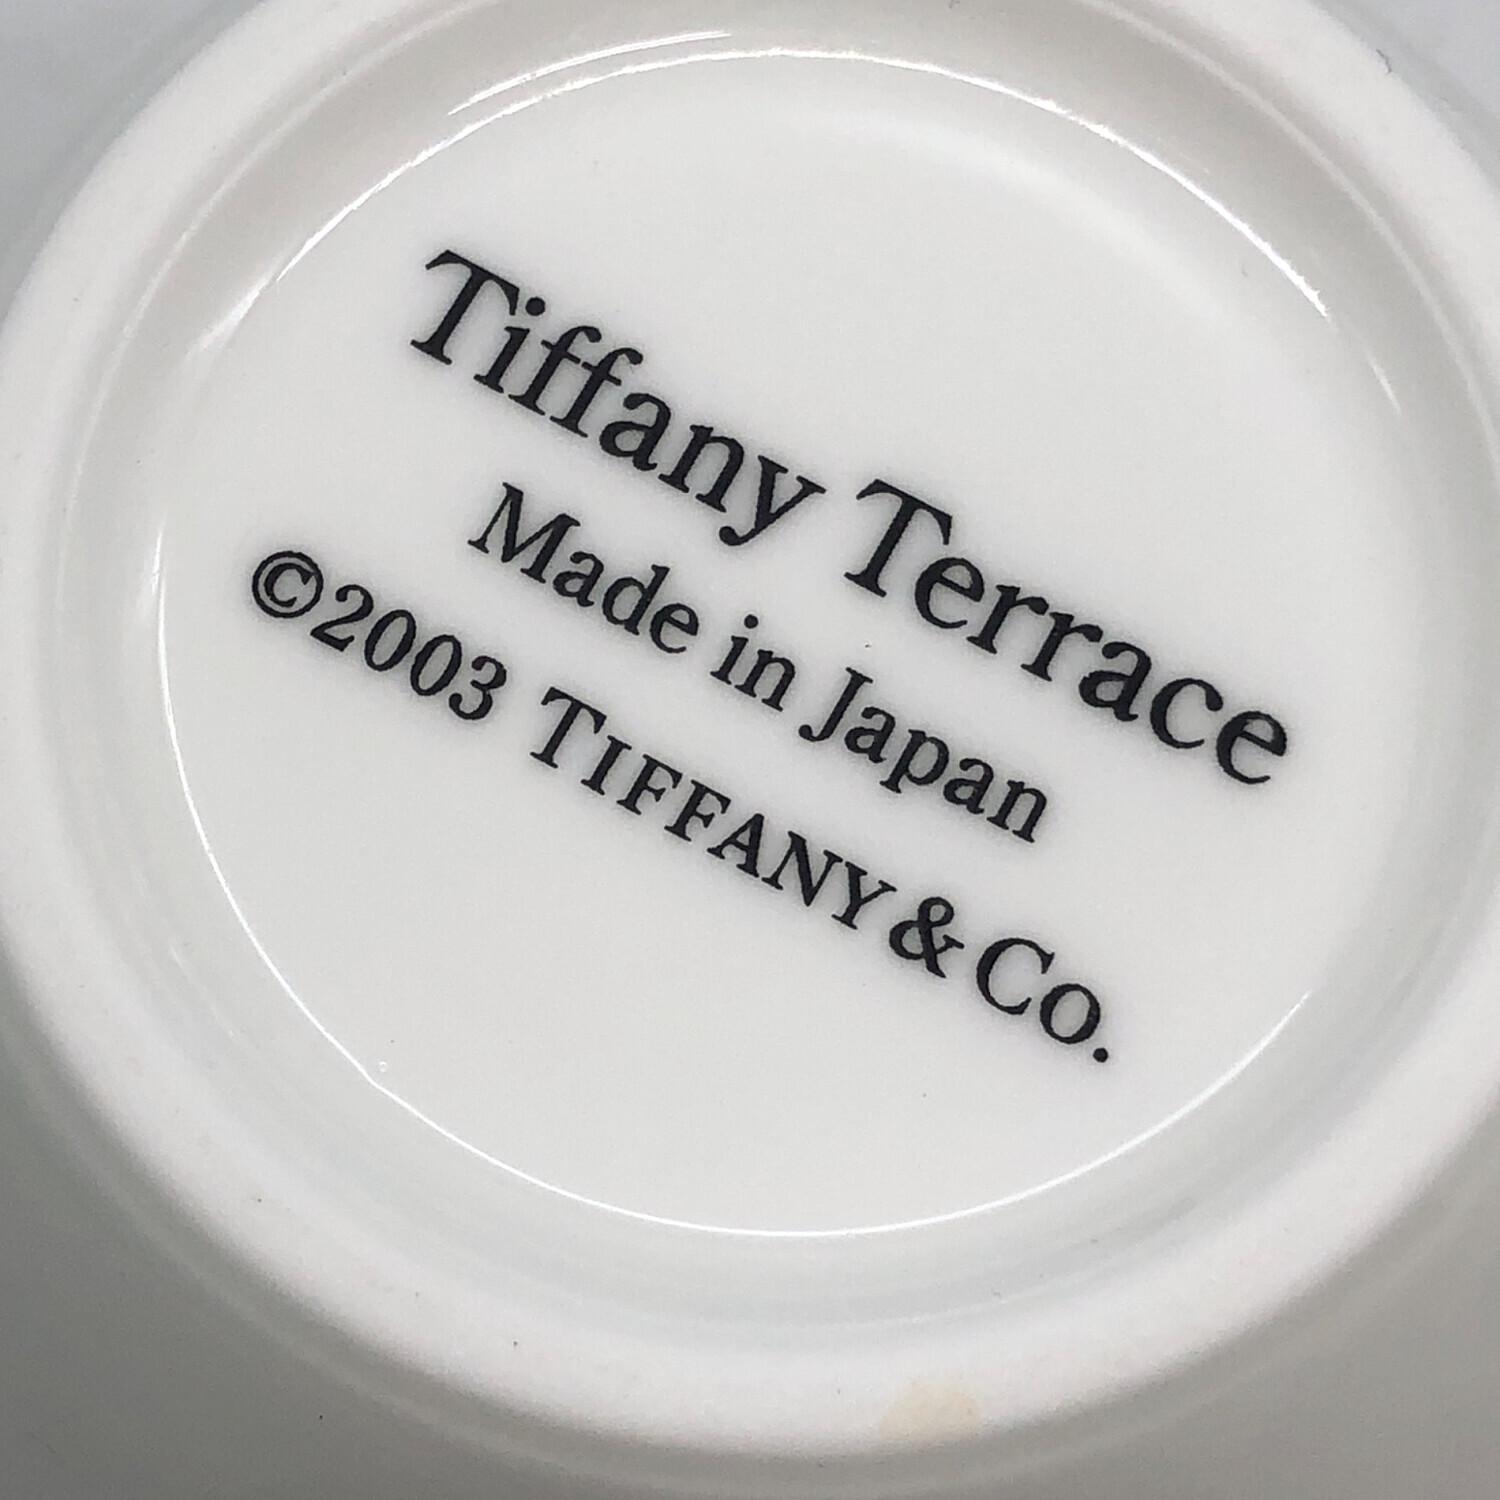 Tiffany Terrace
Made in Japan
©2003 TIFFANY & CO.